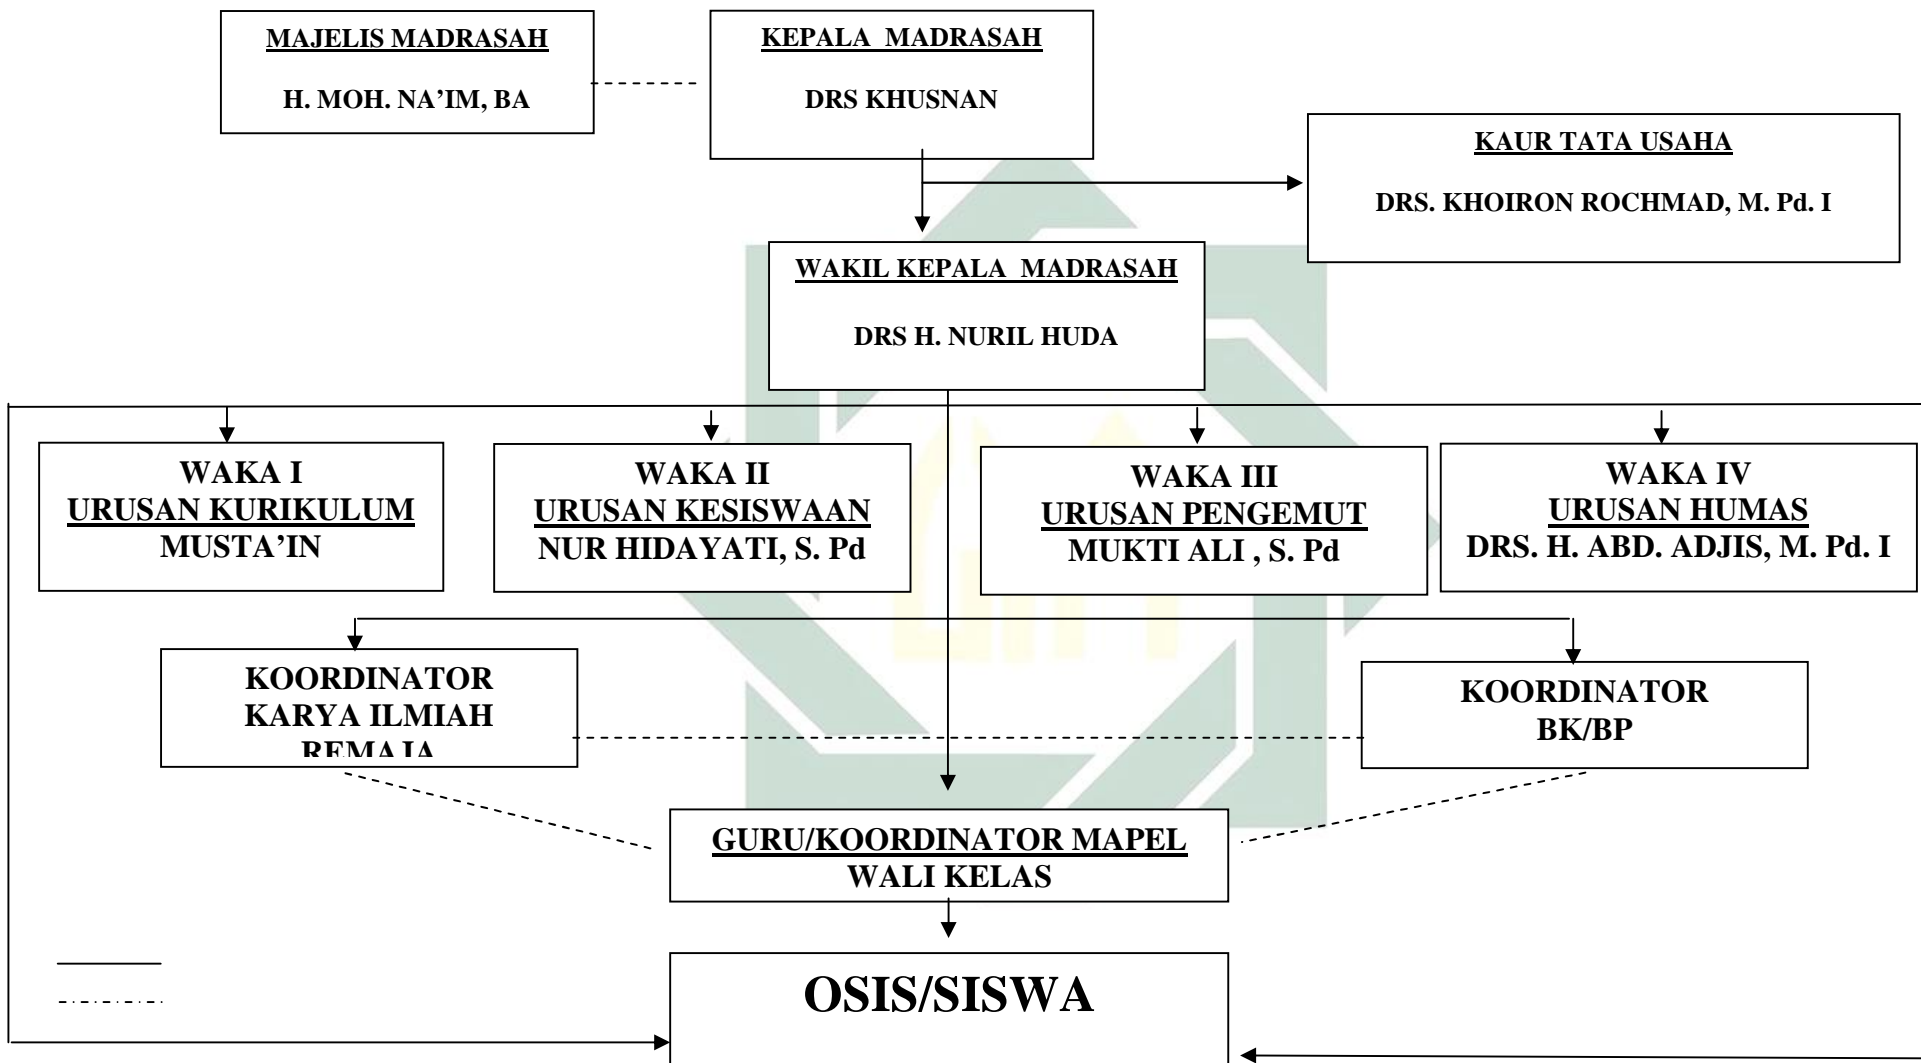 MAJELIS MADRASAH
H. MOH. NA’IM, BA
KEPALA MADRASAH
DRS KHUSNAN
KAUR TATA USAHA
DRS. KHOIRON ROCHMAD, M. Pd. I
WAKIL KEPALA MADRASAH
DRS H. NURIL HUDA
WAKA I
URUSAN KURIKULUM
MUSTA’IN
WAKA II
URUSAN KESISWAAN
NUR HIDAYATI, S. Pd
WAKA III
URUSAN PENGEMUT
MUKTI ALI , S. Pd
WAKA IV
URUSAN HUMAS
DRS. H. ABD. ADJIS, M. Pd. I
KOORDINATOR
KARYA ILMIAH
REMAJA
KOORDINATOR
BK/BP
GURU/KOORDINATOR MAPEL
WALI KELAS
OSIS/SISWA